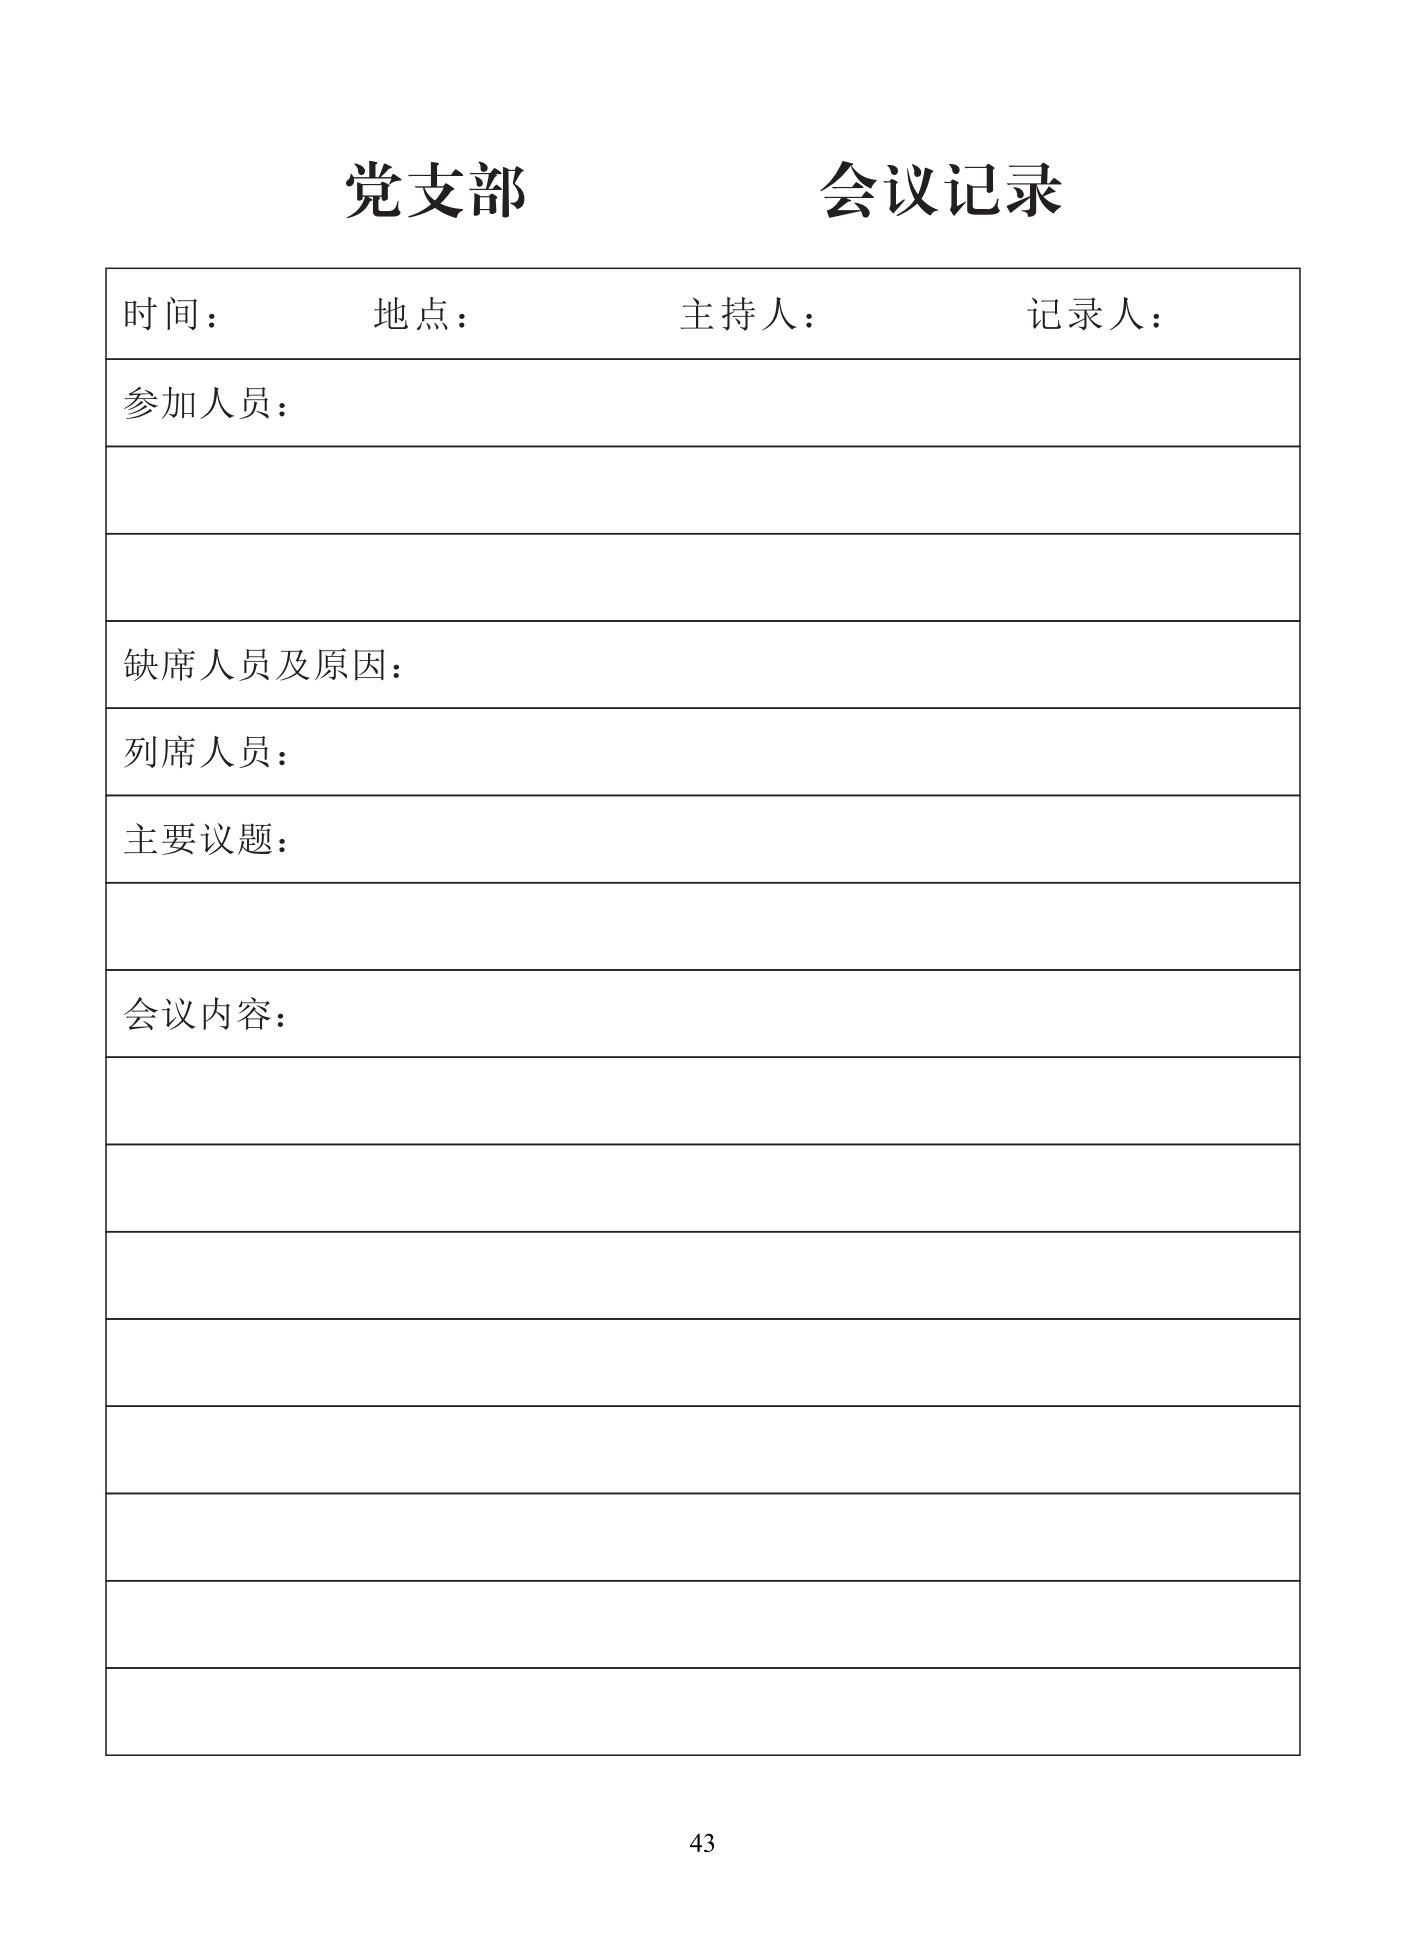 党支部 会议记录
时间： 地点： 主持人： 记录人：
参加人员：
缺席人员及原因：
列席人员：
主要议题：
会议内容：
43